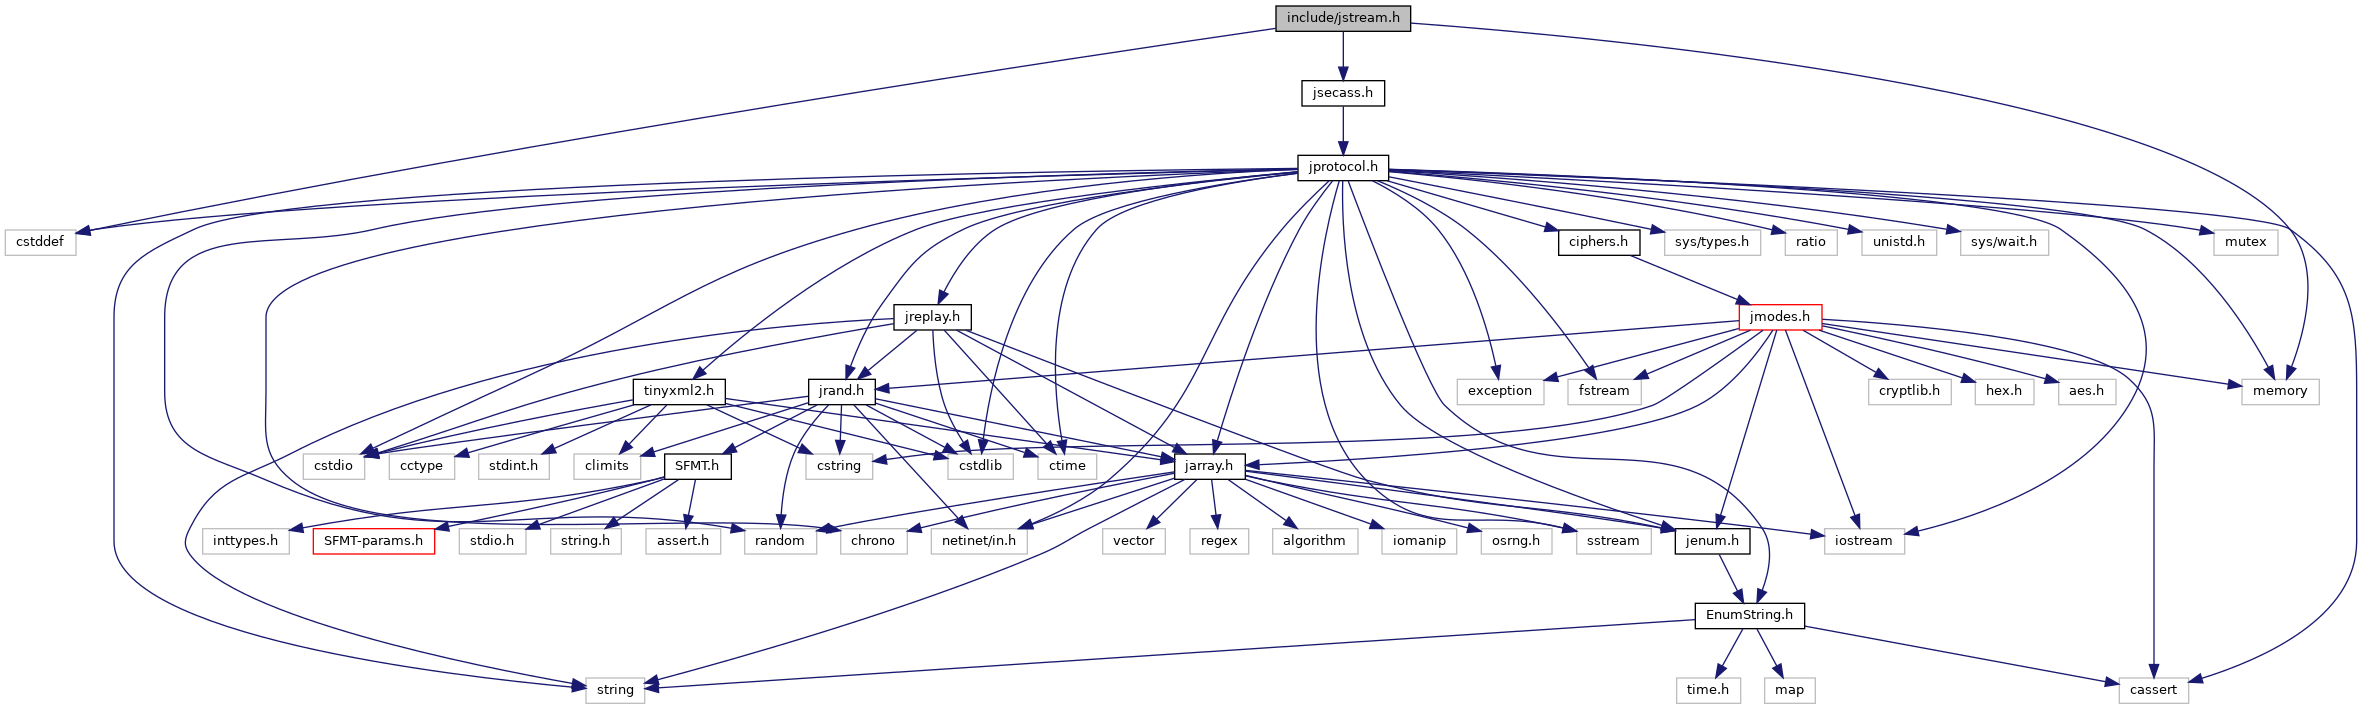 include/jstream.h
jsecass.h
jprotocol.h
cstddef
ciphers.h
sys/types.h
ratio
unistd.h
sys/wait.h
mutex
jreplay.h
jmodes.h
tinyxml2.h
jrand.h
exception
fstream
cryptlib.h
hex.h
aes.h
memory
cstdio
cctype
stdint.h
climits
SFMT.h
cstring
cstdlib
ctime
jarray.h
inttypes.h
SFMT-params.h
stdio.h
string.h
assert.h
random
chrono
netinet/in.h
vector
regex
algorithm
iomanip
osrng.h
sstream
jenum.h
iostream
EnumString.h
string
time.h
map
cassert